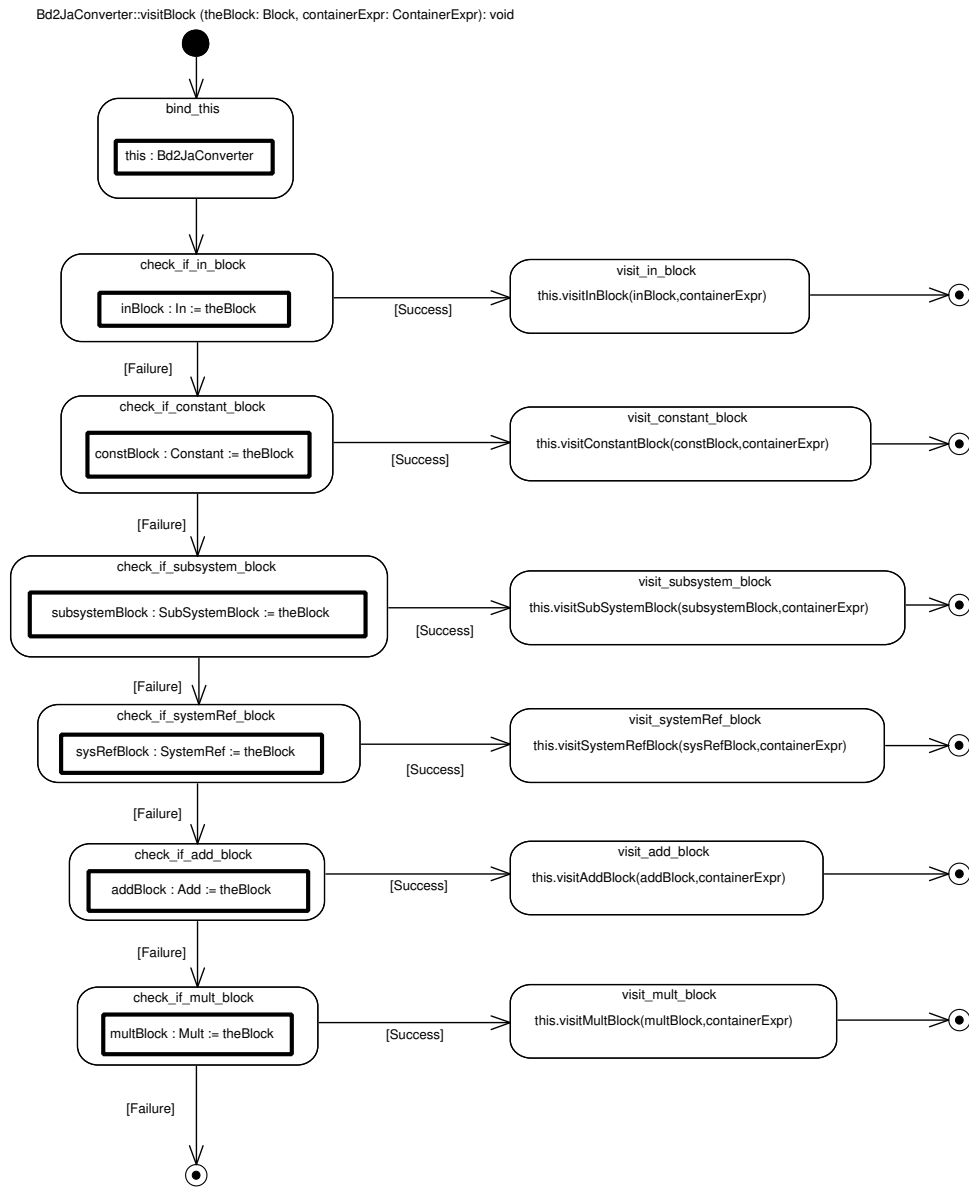 Bd2JaConverter::visitBlock (theBlock: Block, containerExpr: ContainerExpr): void
bind_this
this : Bd2JaConverter
check_if_in_block
inBlock : In := theBlock
[Success]
visit_in_block
this.visitInBlock(inBlock,containerExpr)
[Failure]
check_if_constant_block
constBlock : Constant := theBlock
[Success]
visit_constant_block
this.visitConstantBlock(constBlock,containerExpr)
[Failure]
check_if_subsystem_block
subsystemBlock : SubSystemBlock := theBlock
[Success]
visit_subsystem_block
this.visitSubSystemBlock(subsystemBlock,containerExpr)
[Failure]
check_if_systemRef_block
sysRefBlock : SystemRef := theBlock
[Success]
visit_systemRef_block
this.visitSystemRefBlock(sysRefBlock,containerExpr)
[Failure]
check_if_add_block
addBlock : Add := theBlock
[Success]
visit_add_block
this.visitAddBlock(addBlock,containerExpr)
[Failure]
check_if_mult_block
multBlock : Mult := theBlock
[Success]
visit_mult_block
this.visitMultBlock(multBlock,containerExpr)
[Failure]